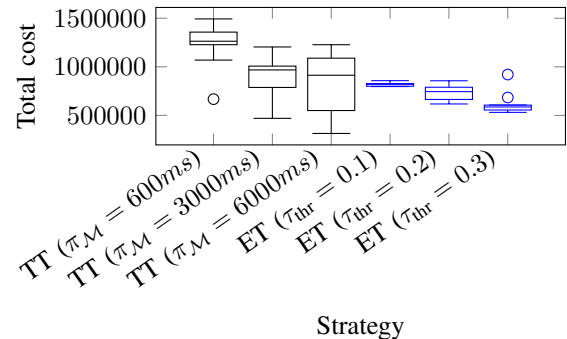 Total cost
1500000
1000000
500000
TT (π_M = 600ms)
TT (π_M = 3000ms)
TT (π_M = 6000ms)
ET (τ_thr = 0.1)
ET (τ_thr = 0.2)
ET (τ_thr = 0.3)
Strategy